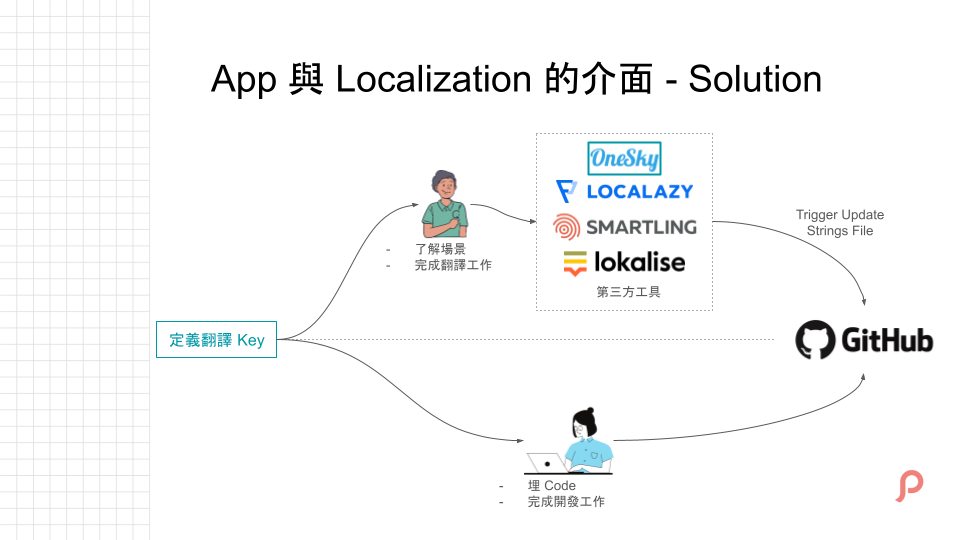 App 與 Localization 的介面 - Solution
OneSky
LOCALAZY
SMARTLING
lokalise
第三方工具
Trigger Update
Strings File
- 了解場景
- 完成翻譯工作
定義翻譯 Key
GitHub
- 埋 Code
- 完成開發工作